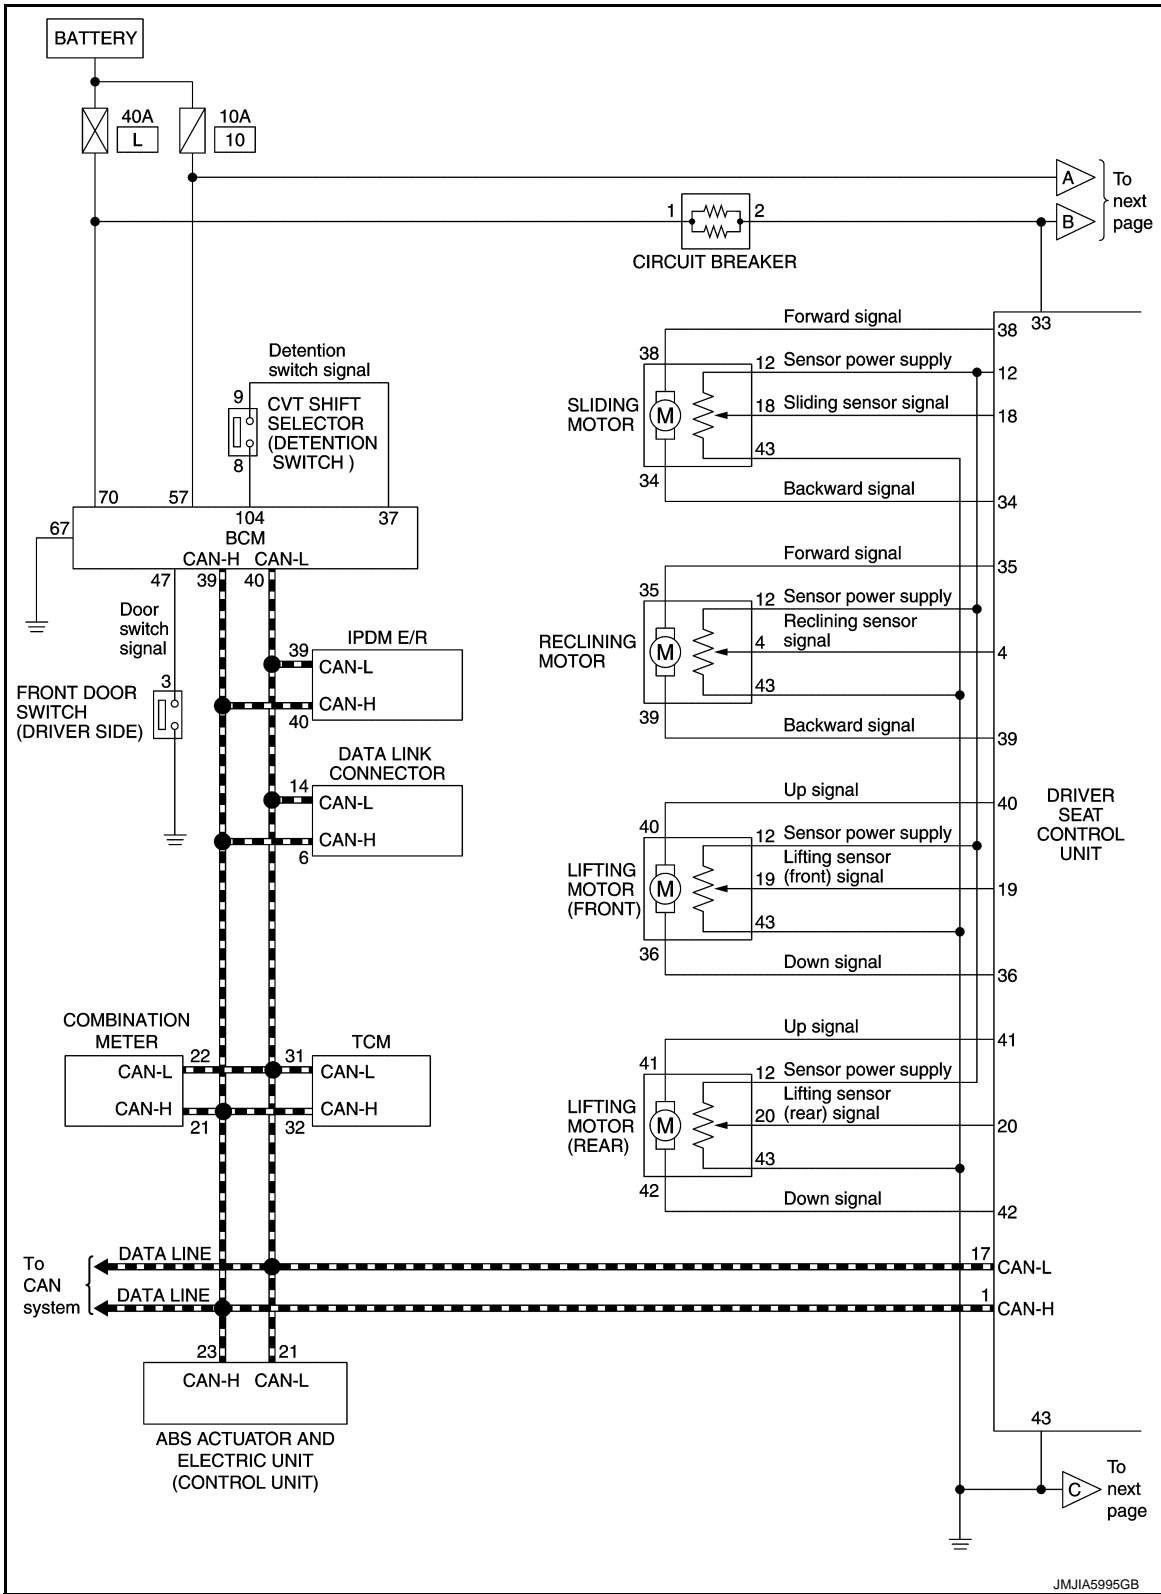 BATTERY
40A
L
10A
10
A
B
To
next
page
1
2
CIRCUIT BREAKER
33
Detention
switch signal
9
CVT SHIFT
SELECTOR
(DETENTION
SWITCH )
8
70
57
104
37
67
BCM
CAN-H
CAN-L
47
39
40
Door
switch
signal
3
FRONT DOOR
SWITCH
(DRIVER SIDE)
IPDM E/R
39
CAN-L
CAN-H
40
DATA LINK
CONNECTOR
14
CAN-L
CAN-H
6
COMBINATION
METER
22
CAN-L
CAN-H
21
TCM
31
CAN-L
CAN-H
32
To
CAN
system
DATA LINE
DATA LINE
23
21
CAN-H
CAN-L
ABS ACTUATOR AND
ELECTRIC UNIT
(CONTROL UNIT)
Forward signal
38
38
12
Sensor power supply
12
SLIDING
MOTOR
M
18
Sliding sensor signal
18
43
34
Backward signal
34
Forward signal
35
35
12
Sensor power supply
RECLINING
MOTOR
M
4
Reclining sensor
signal
4
43
39
Backward signal
39
Up signal
40
40
12
Sensor power supply
LIFTING
MOTOR
(FRONT)
M
19
Lifting sensor
(front) signal
19
43
36
Down signal
36
DRIVER
SEAT
CONTROL
UNIT
Up signal
41
41
12
Sensor power supply
LIFTING
MOTOR
(REAR)
M
20
Lifting sensor
(rear) signal
20
43
42
Down signal
42
17
CAN-L
1
CAN-H
43
C
To
next
page
JMJIA5995GB